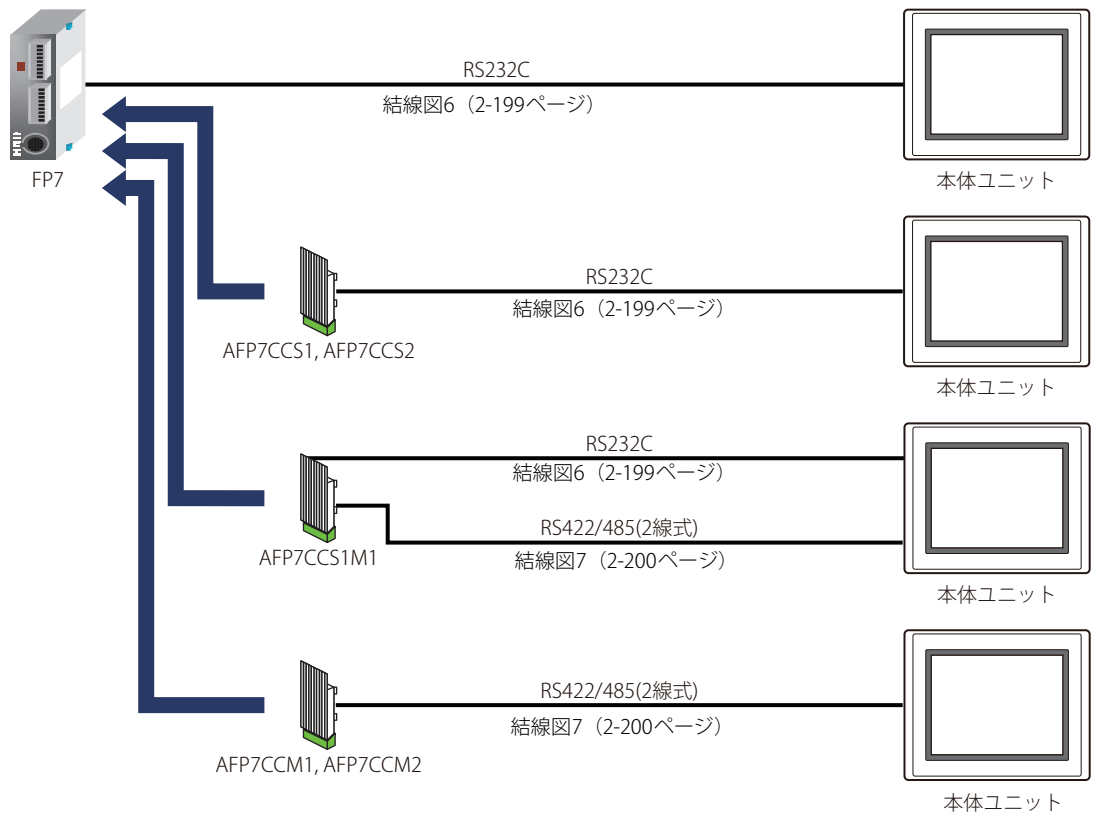 RS232C
結線図6（2-199ページ）
FP7
本体ユニット
RS232C
結線図6（2-199ページ）
AFP7CCS1, AFP7CCS2
本体ユニット
RS232C
結線図6（2-199ページ）
RS422/485(2線式)
結線図7（2-200ページ）
AFP7CCS1M1
本体ユニット
RS422/485(2線式)
結線図7（2-200ページ）
AFP7CCM1, AFP7CCM2
本体ユニット